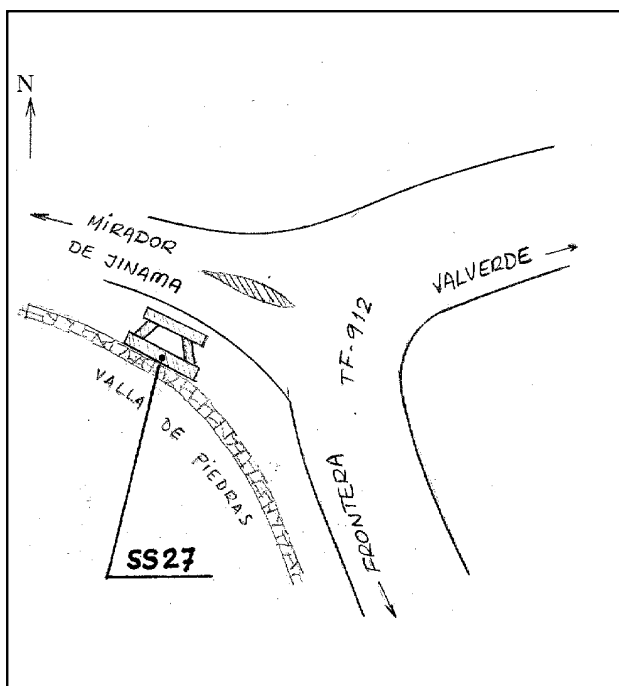 N
MIRADOR
DE JINAMA
VALVERDE
TF-912
VALLA DE PIEDRAS
FRONTERA
SS27